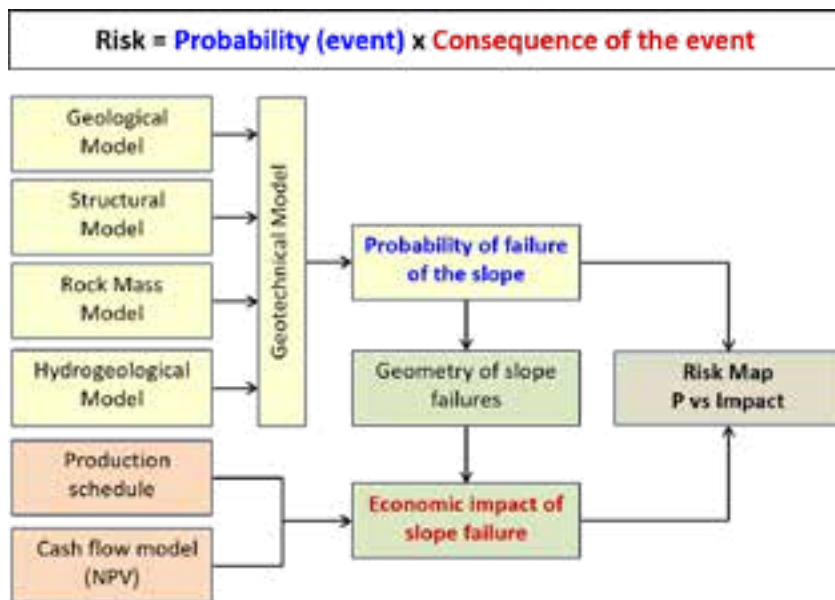 Risk = Probability (event) x Consequence of the event
Geological
Model
Structural
Model
Rock Mass
Model
Hydrogeological
Model
Geotechnical Model
Probability of failure
of the slope
Geometry of slope
failures
Risk Map
P vs Impact
Production
schedule
Cash flow model
(NPV)
Economic impact of
slope failure